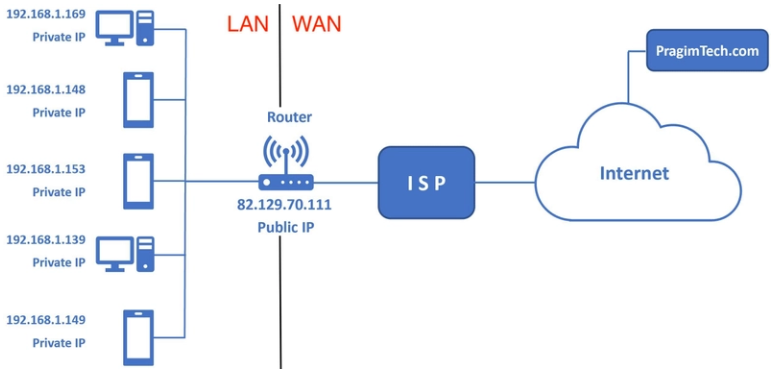 192.168.1.169
Private IP
192.168.1.148
Private IP
192.168.1.153
Private IP
192.168.1.139
Private IP
192.168.1.149
Private IP
LAN WAN
Router
82.129.70.111
Public IP
ISP
Internet
PragimTech.com